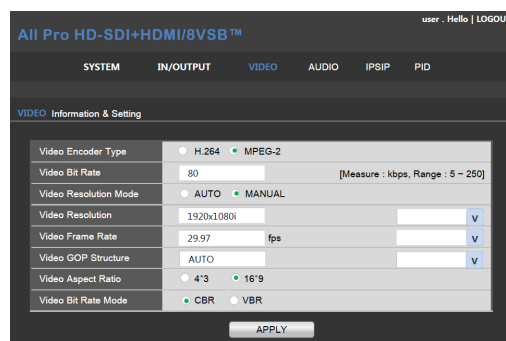 user . Hello | LOGOU
All Pro HD-SDI+HDMI/8VSB™
SYSTEM IN/OUTPUT VIDEO AUDIO IPSIP PID
VIDEO Information & Setting
Video Encoder Type H.264 MPEG-2
Video Bit Rate 80 [Measure : kbps, Range : 5 ~ 250]
Video Resolution Mode AUTO MANUAL
Video Resolution 1920x1080i V
Video Frame Rate 29.97 fps V
Video GOP Structure AUTO V
Video Aspect Ratio 4"3 16"9
Video Bit Rate Mode CBR VBR
APPLY